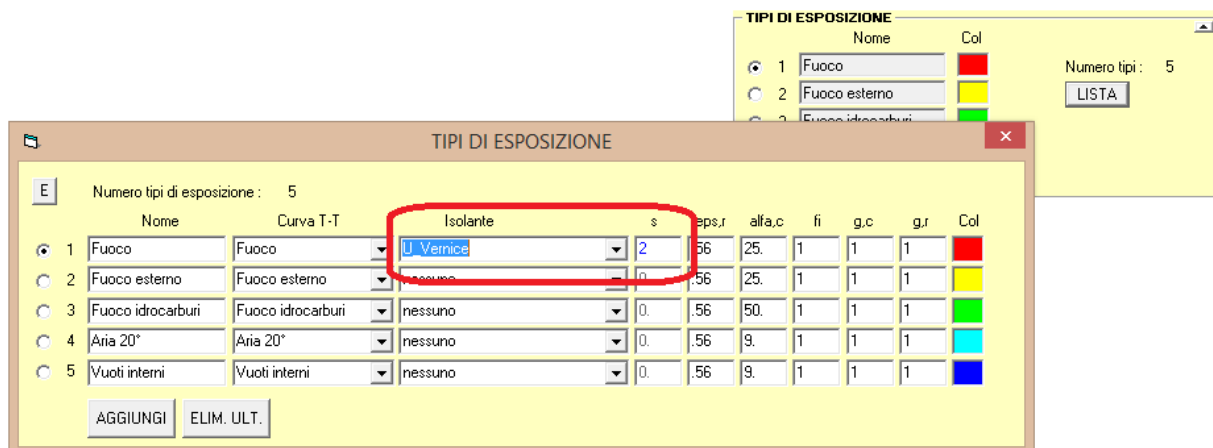 TIPI DI ESPOSIZIONE
Nome Col
1 Fuoco
Numero tipi : 5
2 Fuoco esterno
LISTA
3 Fuoco idrocarburi
TIPI DI ESPOSIZIONE
E Numero tipi di esposizione : 5
Nome Curva T-T Isolante s eps,r alfa,c fi g,c g,r Col
1 Fuoco Fuoco U_Vernice 2 .56 25. 1 1 1
2 Fuoco esterno Fuoco esterno nessuno 0. .56 25. 1 1 1
3 Fuoco idrocarburi Fuoco idrocarburi nessuno 0. .56 50. 1 1 1
4 Aria 20° Aria 20° nessuno 0. .56 9. 1 1 1
5 Vuoti interni Vuoti interni nessuno 0. .56 9. 1 1 1
AGGIUNGI ELIM. ULT.